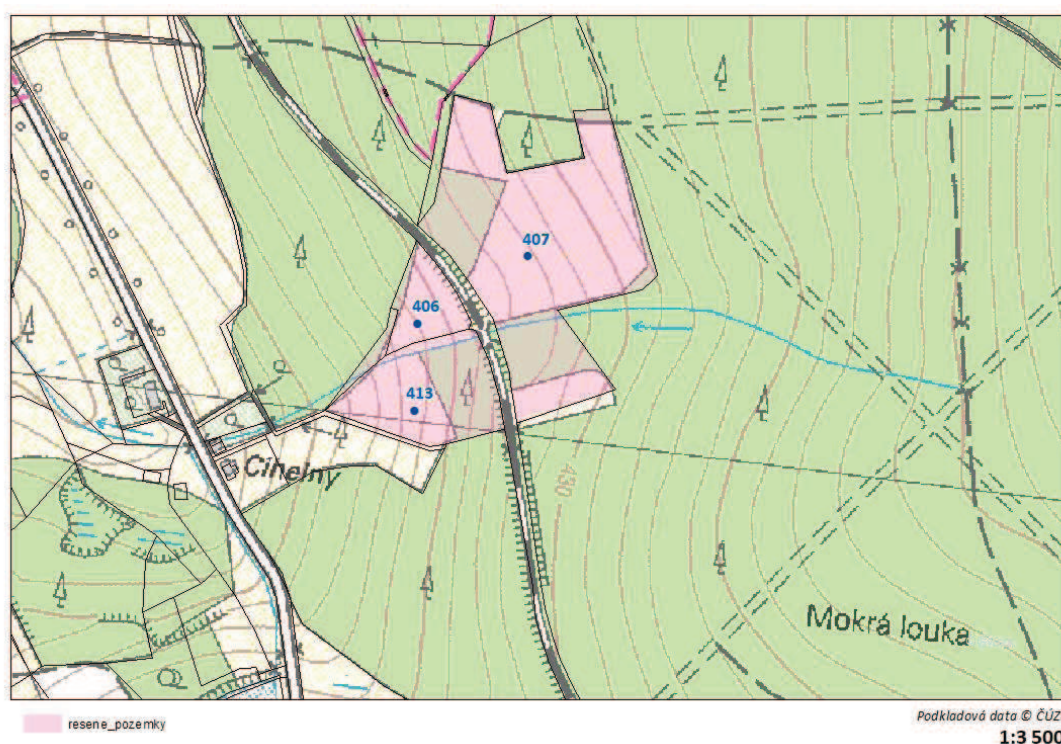 407
406
413
Cihelny
430
Mokrá louka
resene_pozemky
Podkladová data © ČÚZ
1:3 500